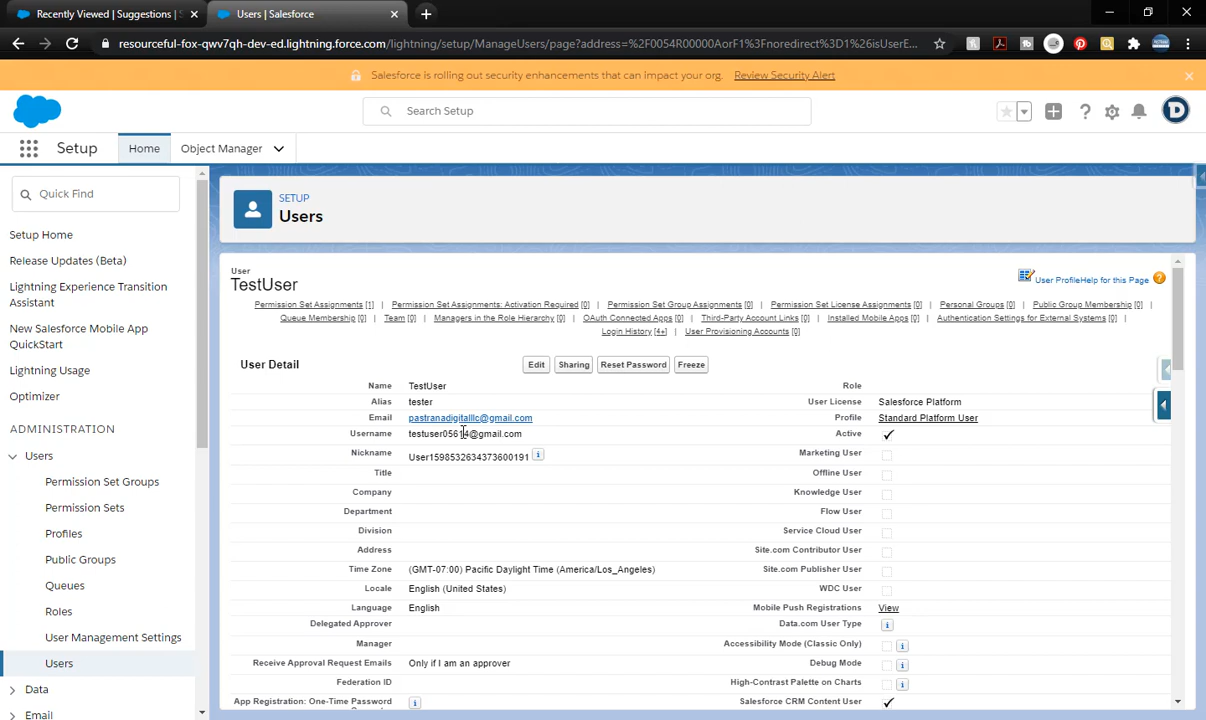 Recently Viewed | Suggestions | S
Users | Salesforce
resourceful-fox-qwv7qh-dev-ed.lightning.force.com/lightning/setup/ManageUsers/page?address=%2F0054R00000AorF1%3Fnoredirect%3D1%26isUserE...
Salesforce is rolling out security enhancements that can impact your org. Review Security Alert
Search Setup
Setup Home Object Manager
Quick Find
Setup Home
Release Updates (Beta)
Lightning Experience Transition
Assistant
New Salesforce Mobile App
QuickStart
Lightning Usage
Optimizer
ADMINISTRATION
Users
Permission Set Groups
Permission Sets
Profiles
Public Groups
Queues
Roles
User Management Settings
Users
Data
Email
SETUP
Users
User
TestUser
User Profile Help for this Page
Permission Set Assignments [1] | Permission Set Assignments: Activation Required [0] | Permission Set Group Assignments [0] | Permission Set License Assignments [0] | Personal Groups [0] | Public Group Membership [0] |
Queue Membership [0] | Team [0] | Managers in the Role Hierarchy [0] | OAuth Connected Apps [0] | Third-Party Account Links [0] | Installed Mobile Apps [0] | Authentication Settings for External Systems [0] |
Login History [4+] | User Provisioning Accounts [0]
User Detail Edit Sharing Reset Password Freeze
Name TestUser Role
Alias tester User License Salesforce Platform
Email pastranadigitalllc@gmail.com Profile Standard Platform User
Username testuser05614@gmail.com Active
Nickname User1598532634373600191 Marketing User
Title Offline User
Company Knowledge User
Department Flow User
Division Service Cloud User
Address Site.com Contributor User
Time Zone (GMT-07:00) Pacific Daylight Time (America/Los_Angeles) Site.com Publisher User
Locale English (United States) WDC User
Language English Mobile Push Registrations View
Delegated Approver Data.com User Type
Manager Accessibility Mode (Classic Only)
Receive Approval Request Emails Only if I am an approver Debug Mode
Federation ID High-Contrast Palette on Charts
App Registration: One-Time Password Salesforce CRM Content User